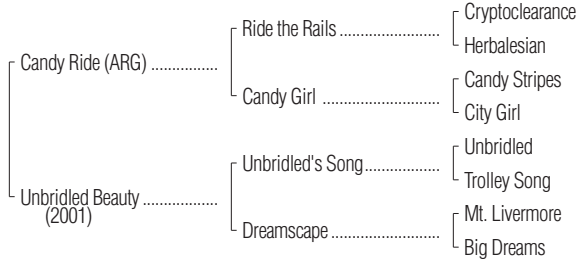 Cryptoclearance
Ride the Rails ........................
Herbalesian
Candy Ride (ARG) ................
Candy Stripes
Candy Girl ............................
City Girl
Unbridled
Unbridled's Song..................
Trolley Song
Unbridled Beauty ................
(2001)
Mt. Livermore
Dreamscape ..........................
Big Dreams